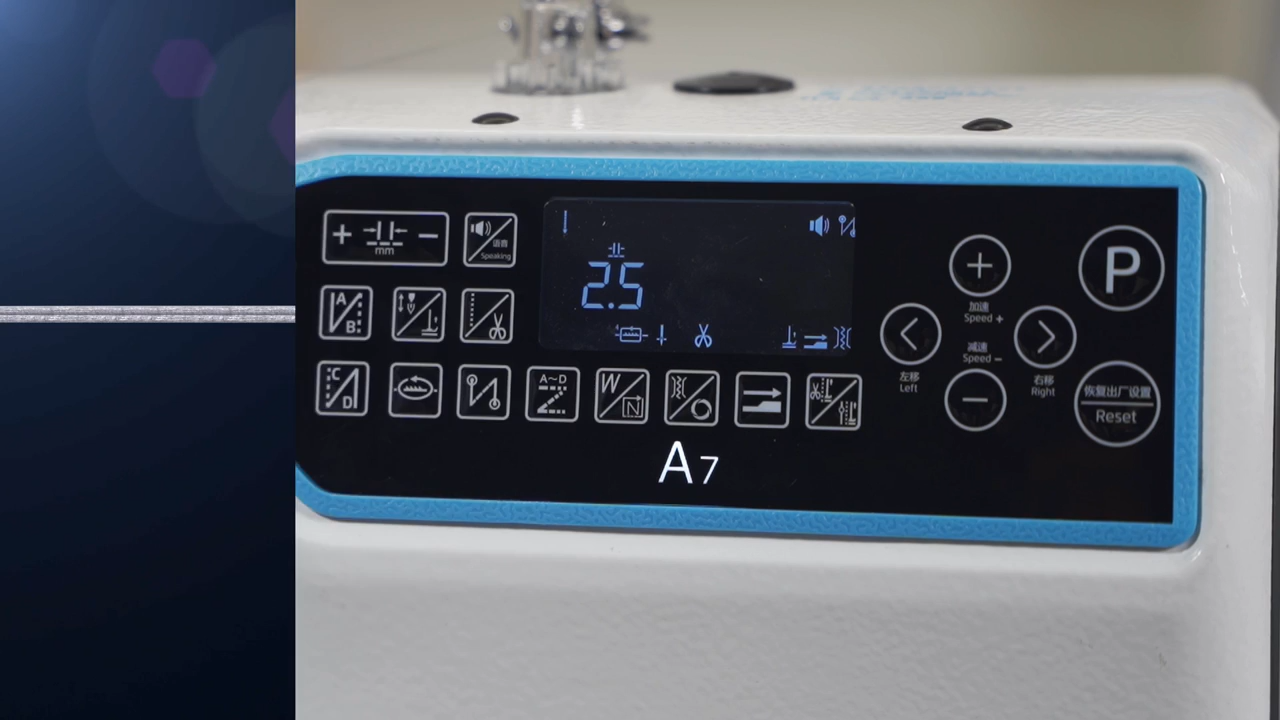 + −
mm
语音
Speaking
2.5
A
B
C
D
A~D
W
N
加速
Speed +
减速
Speed −
左移
Left
右移
Right
P
恢复出厂设置
Reset
A7